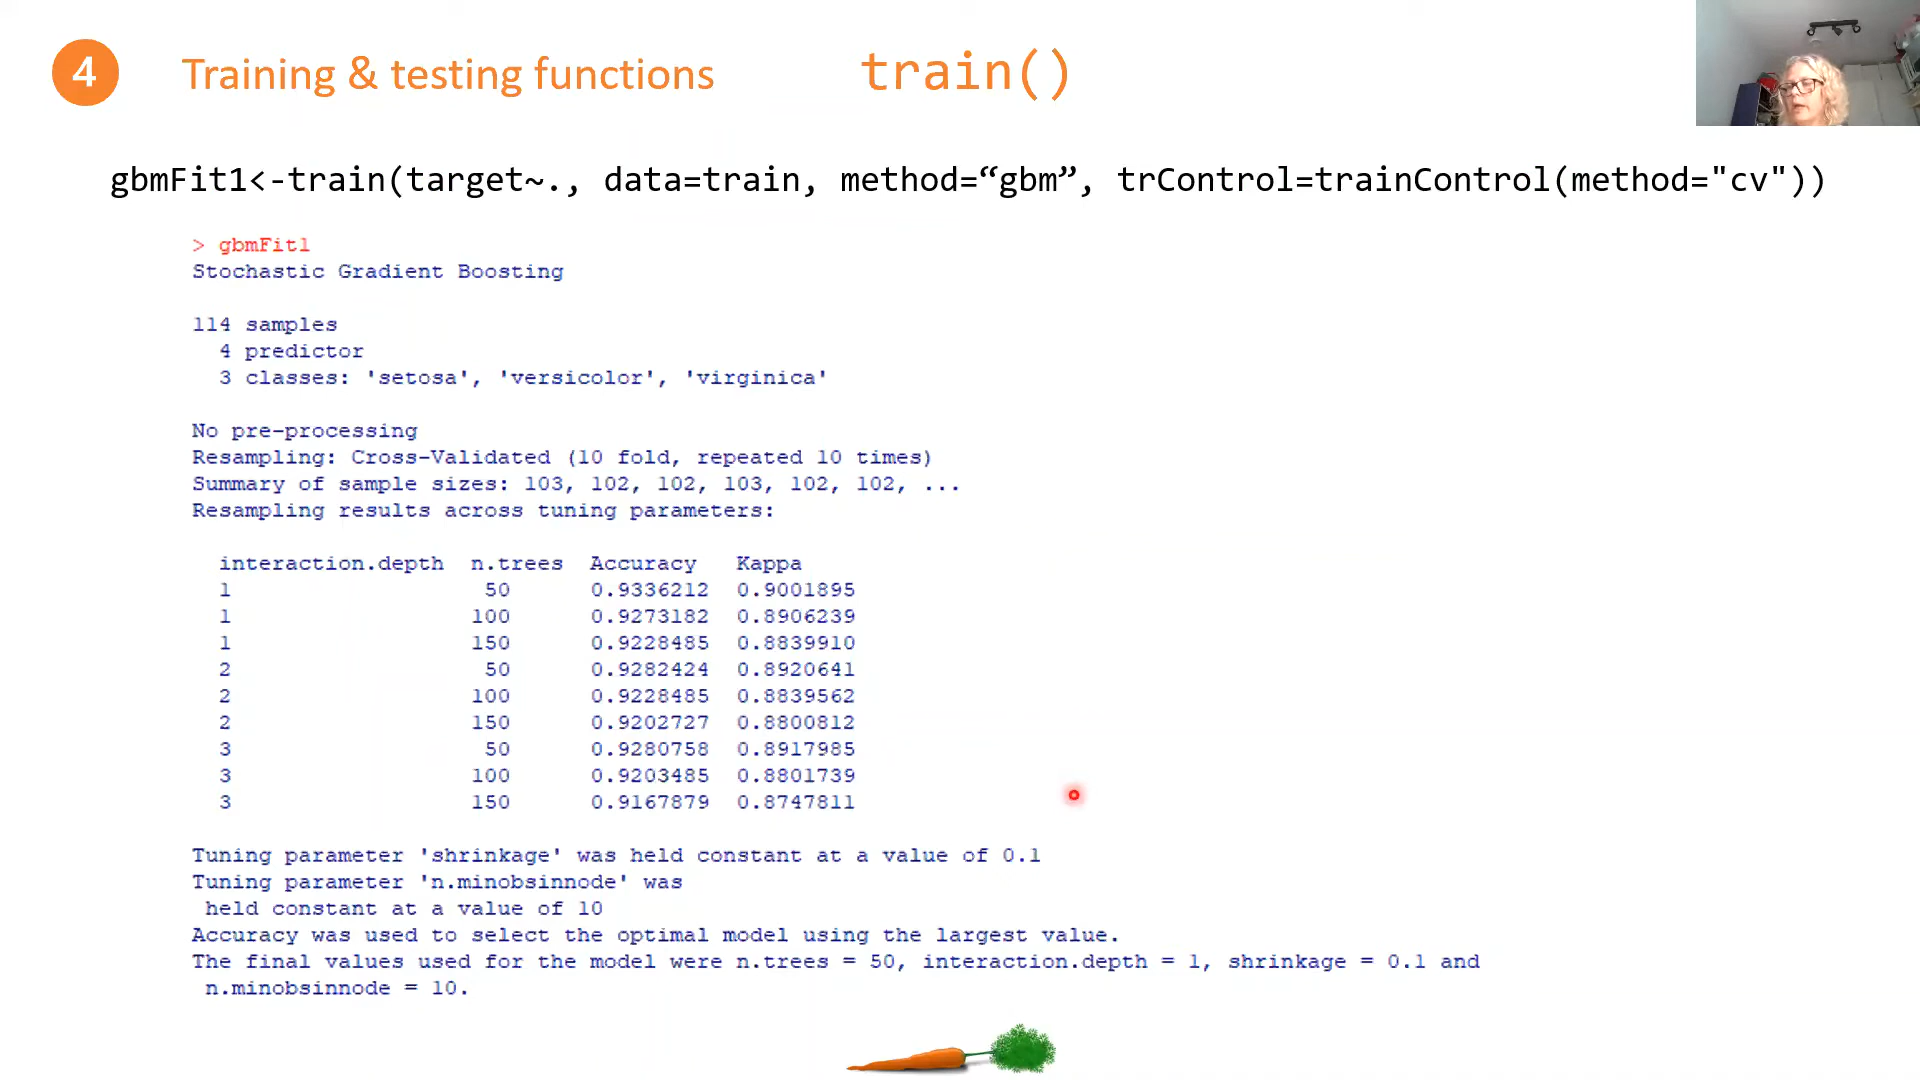 4 Training & testing functions train()
gbmFit1<-train(target~., data=train, method=“gbm”, trControl=trainControl(method="cv"))
> gbmFit1
Stochastic Gradient Boosting
114 samples
4 predictor
3 classes: 'setosa', 'versicolor', 'virginica'
No pre-processing
Resampling: Cross-Validated (10 fold, repeated 10 times)
Summary of sample sizes: 103, 102, 102, 103, 102, 102, ...
Resampling results across tuning parameters:
interaction.depth n.trees Accuracy Kappa
1 50 0.9336212 0.9001895
1 100 0.9273182 0.8906239
1 150 0.9228485 0.8839910
2 50 0.9282424 0.8920641
2 100 0.9228485 0.8839562
2 150 0.9202727 0.8800812
3 50 0.9280758 0.8917985
3 100 0.9203485 0.8801739
3 150 0.9167879 0.8747811
Tuning parameter 'shrinkage' was held constant at a value of 0.1
Tuning parameter 'n.minobsinnode' was
held constant at a value of 10
Accuracy was used to select the optimal model using the largest value.
The final values used for the model were n.trees = 50, interaction.depth = 1, shrinkage = 0.1 and
n.minobsinnode = 10.